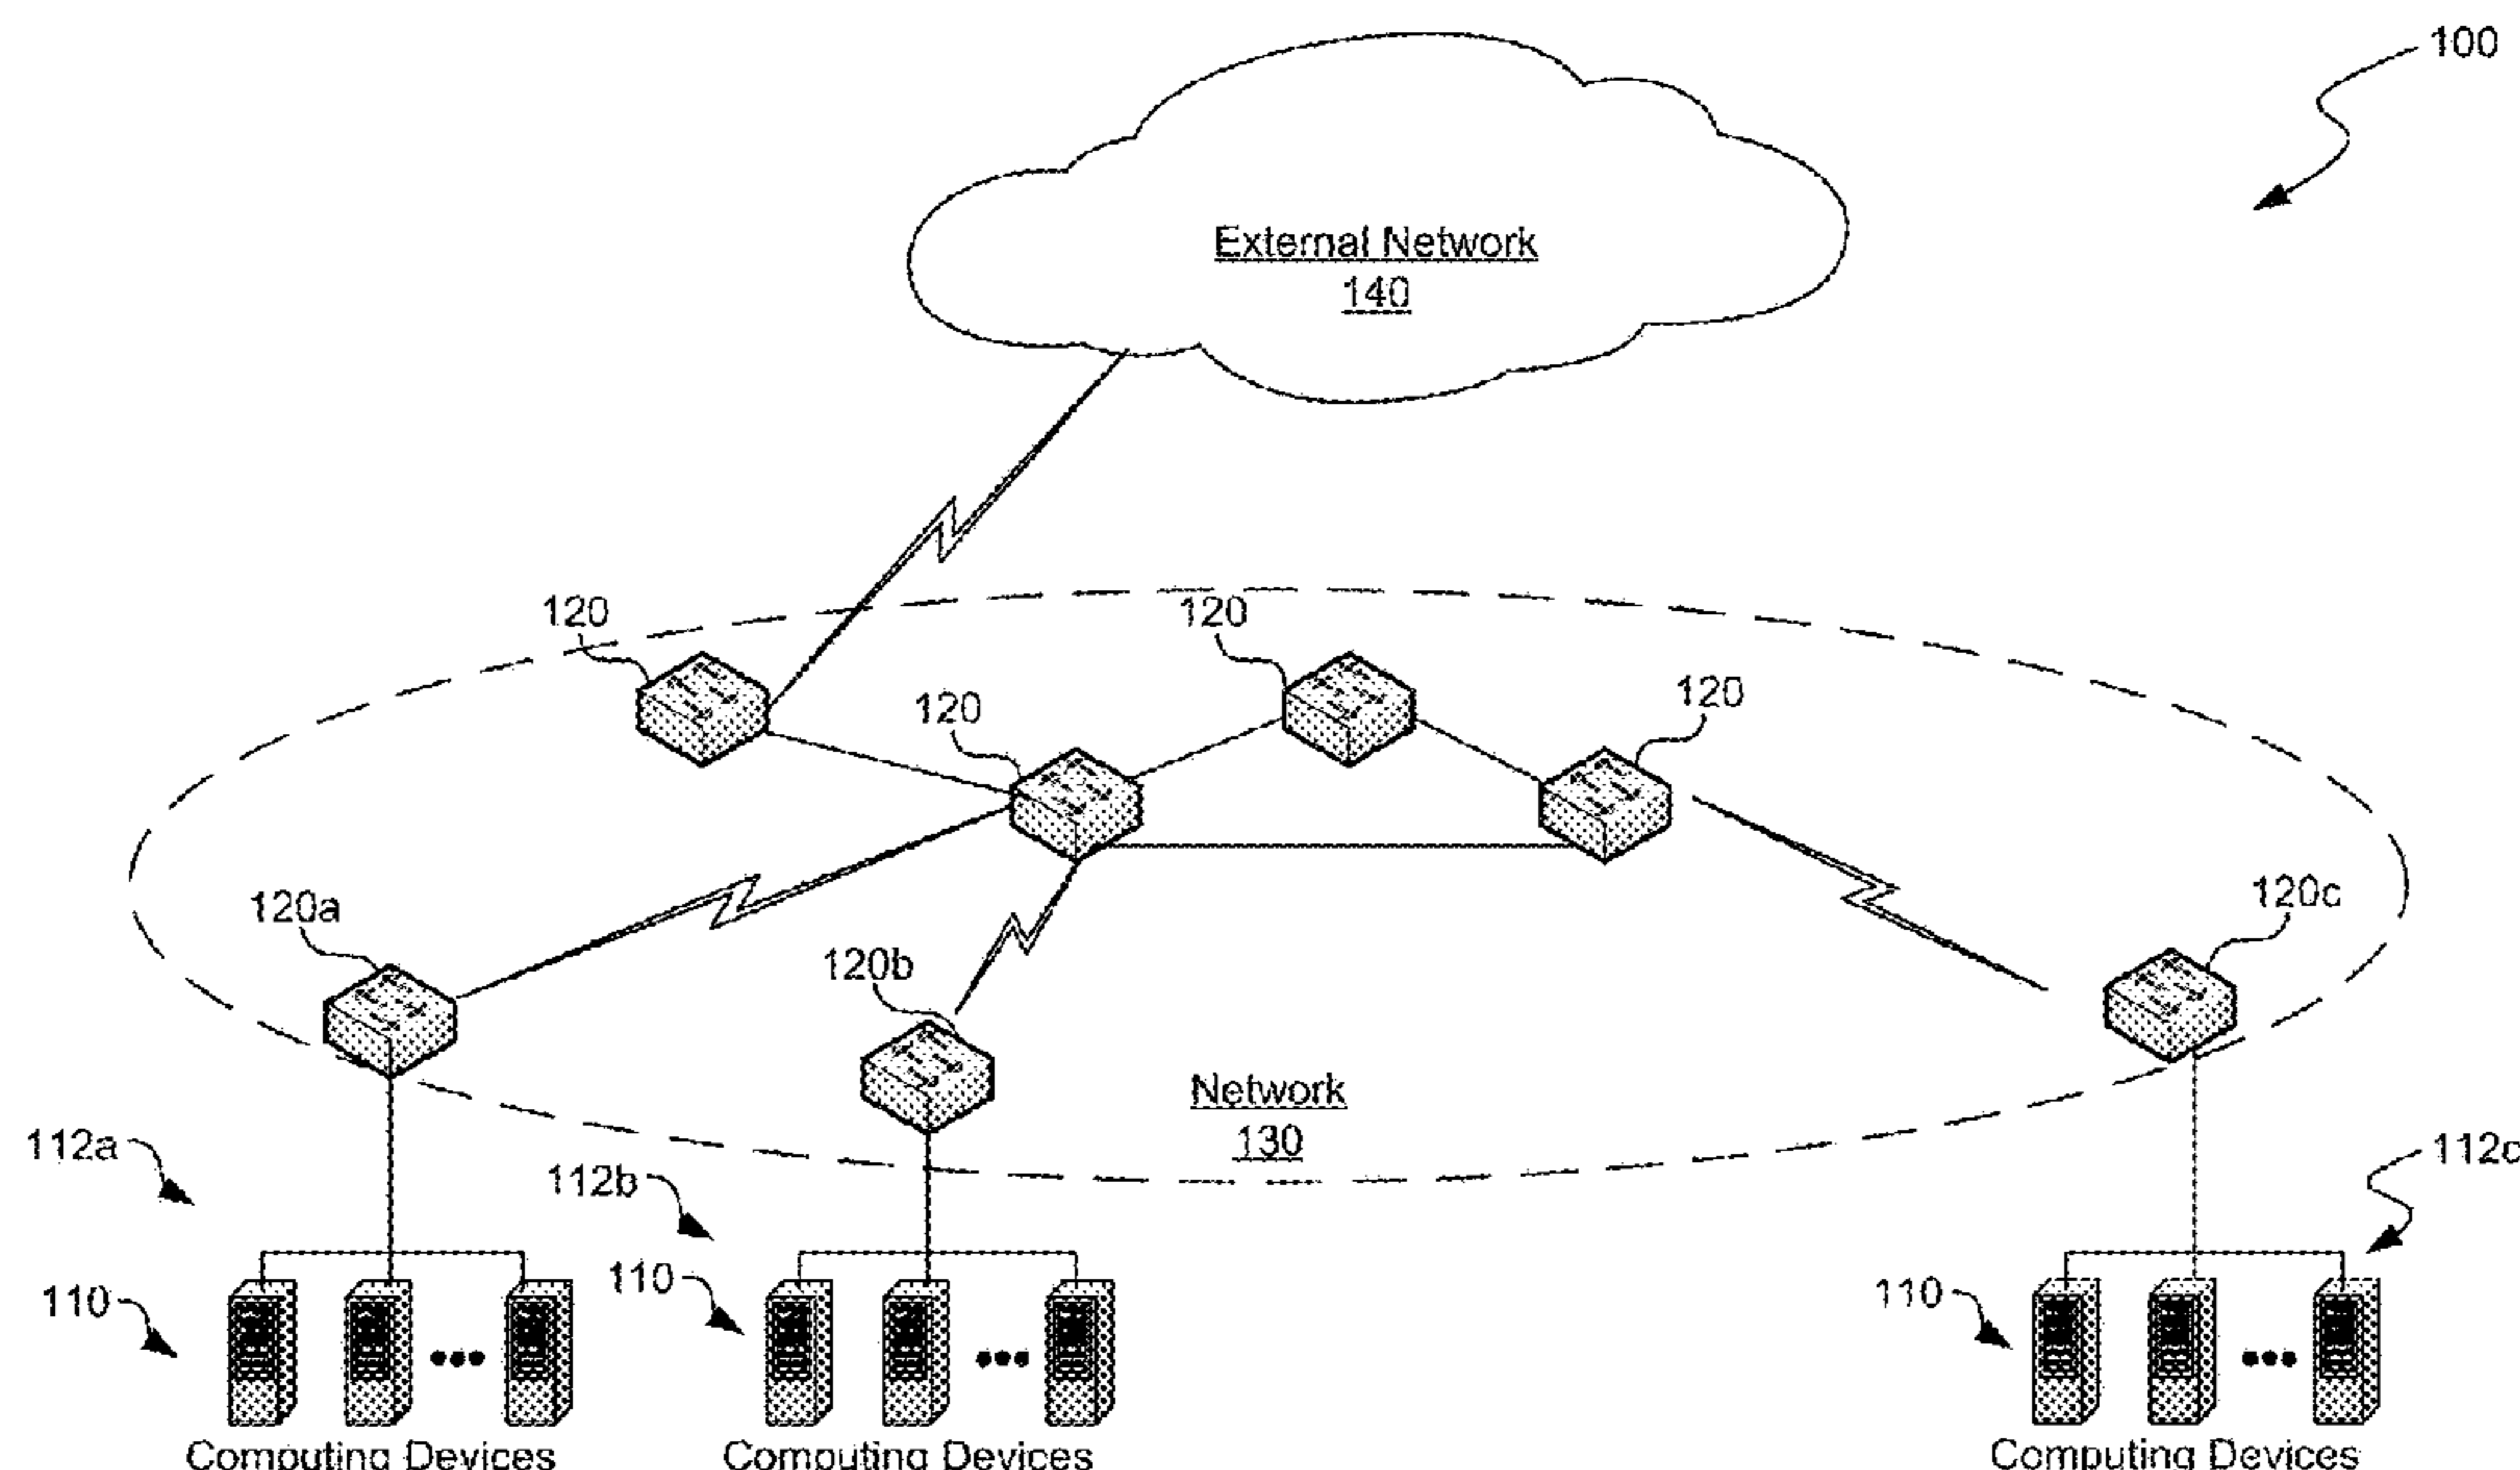 100
External Network
140
120
120
120
120
120a
120c
120b
Network
130
112a
112b
112c
110
110
110
Computing Devices
Computing Devices
Computing Devices